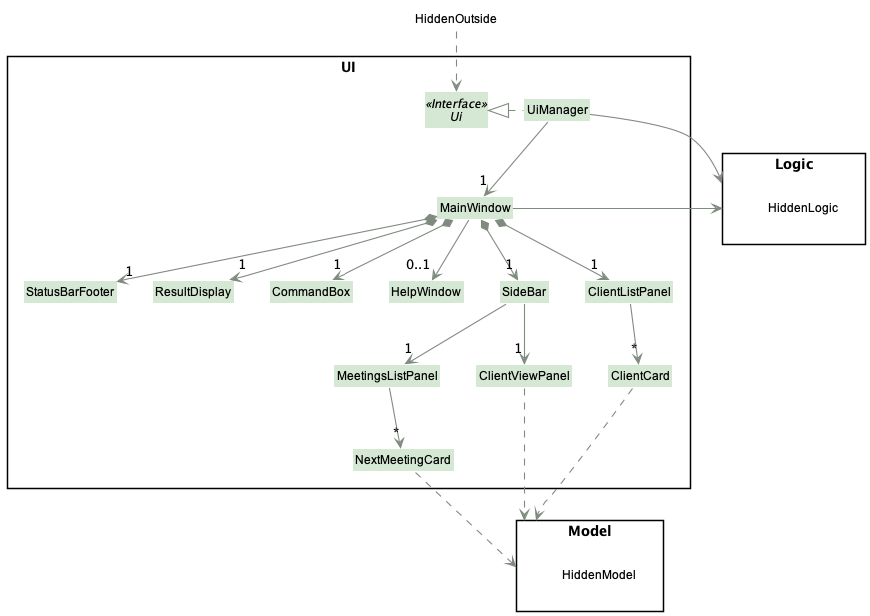 HiddenOutside
UI
«Interface»
Ui
UiManager
Logic
HiddenLogic
1
MainWindow
1
1
1
0..1
1
1
StatusBarFooter
ResultDisplay
CommandBox
HelpWindow
SideBar
ClientListPanel
1
1
*
MeetingsListPanel
ClientViewPanel
ClientCard
*
NextMeetingCard
Model
HiddenModel